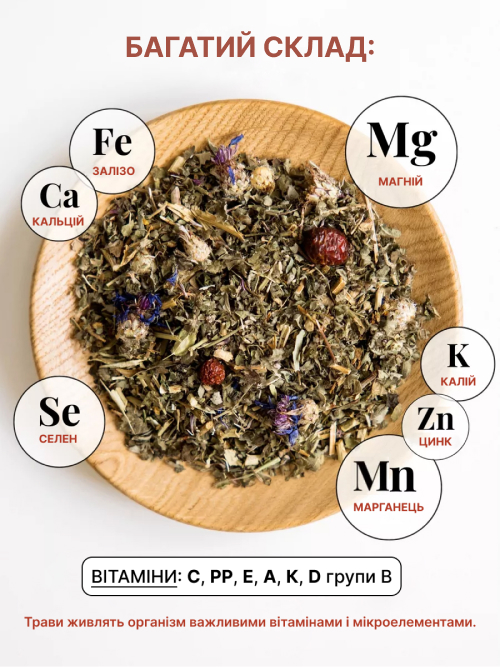 БАГАТИЙ СКЛАД:
Fe
ЗАЛІЗО
Mg
МАГНІЙ
Ca
КАЛЬЦІЙ
K
КАЛІЙ
Se
СЕЛЕН
Zn
ЦИНК
Mn
МАРГАНЕЦЬ
ВІТАМІНИ: С, РР, Е, А, К, D групи В
Трави живлять організм важливими вітамінами і мікроелементами.